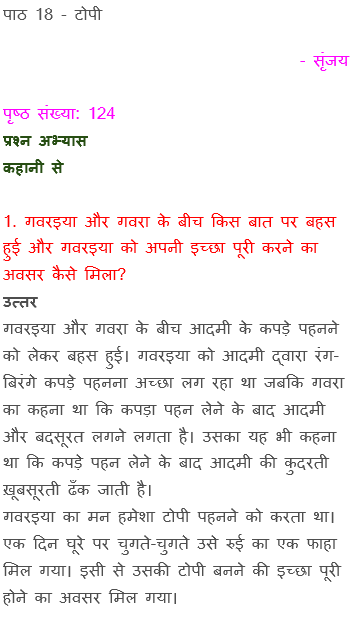 पाठ 18 - टोपी
- सृंजय
पृष्ठ संख्या: 124
प्रश्न अभ्यास
कहानी से
1. गवरइया और गवरा के बीच किस बात पर बहस
हुई और गवरइया को अपनी इच्छा पूरी करने का
अवसर कैसे मिला?
उत्तर
गवरइया और गवरा के बीच आदमी के कपड़े पहनने
को लेकर बहस हुई। गवरइया को आदमी द्वारा रंग-
बिरंगे कपड़े पहनना अच्छा लग रहा था जबकि गवरा
का कहना था कि कपड़ा पहन लेने के बाद आदमी
और बदसूरत लगने लगता है। उसका यह भी कहना
था कि कपड़े पहन लेने के बाद आदमी की कुदरती
ख़ूबसूरती ढँक जाती है।
गवरइया का मन हमेशा टोपी पहनने को करता था।
एक दिन घूरे पर चुगते-चुगते उसे रुई का एक फाहा
मिल गया। इसी से उसकी टोपी बनने की इच्छा पूरी
होने का अवसर मिल गया।